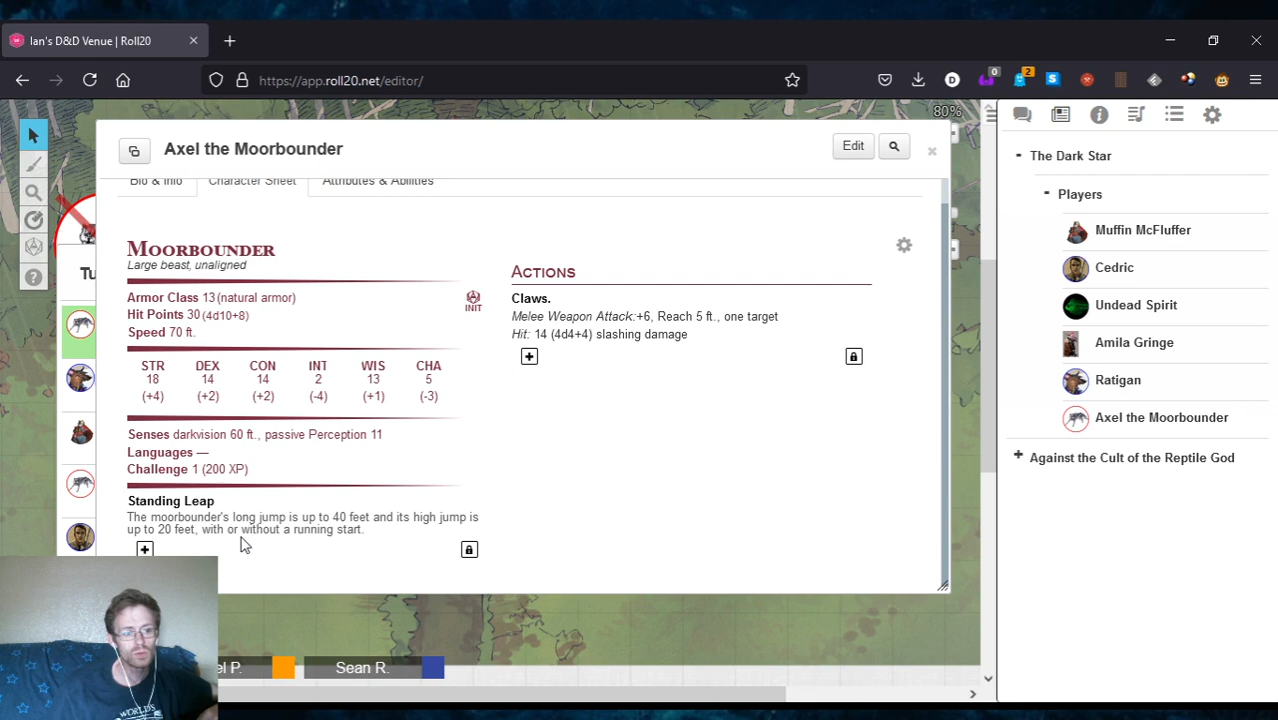 Ian's D&D Venue | Roll20
https://app.roll20.net/editor/
0
2
80%
Axel the Moorbounder
Edit
Bio & Info
Character Sheet
Attributes & Abilities
Tu
MOORBOUNDER
Large beast, unaligned
Armor Class 13 (natural armor)
Hit Points 30 (4d10+8)
Speed 70 ft.
INIT
STR DEX CON INT WIS CHA
18 14 14 2 13 5
(+4) (+2) (+2) (-4) (+1) (-3)
Senses darkvision 60 ft., passive Perception 11
Languages —
Challenge 1 (200 XP)
Standing Leap
The moorbounder's long jump is up to 40 feet and its high jump is
up to 20 feet, with or without a running start.
ACTIONS
Claws.
Melee Weapon Attack:+6, Reach 5 ft., one target
Hit: 14 (4d4+4) slashing damage
The Dark Star
Players
Muffin McFluffer
Cedric
Undead Spirit
Amila Gringe
Ratigan
Axel the Moorbounder
Against the Cult of the Reptile God
el P.
Sean R.
WORLD'S